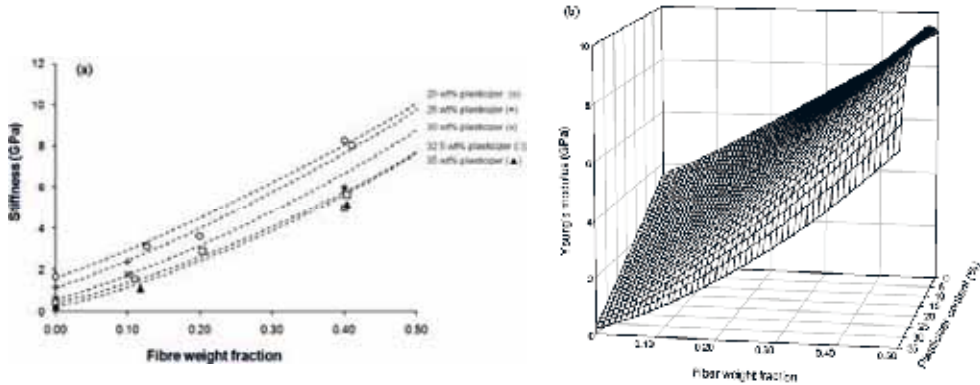 (a)
12
10
8
6
4
2
0
0.00 0.10 0.20 0.30 0.40 0.50
Stiffness (GPa)
Fibre weight fraction
25 wt% plasticizer
30 wt% plasticizer
32.5 wt% plasticizer
35 wt% plasticizer
(b)
10
8
6
4
2
0
Young's modulus (GPa)
0.10 0.20 0.30 0.40 0.50
Fiber weight fraction